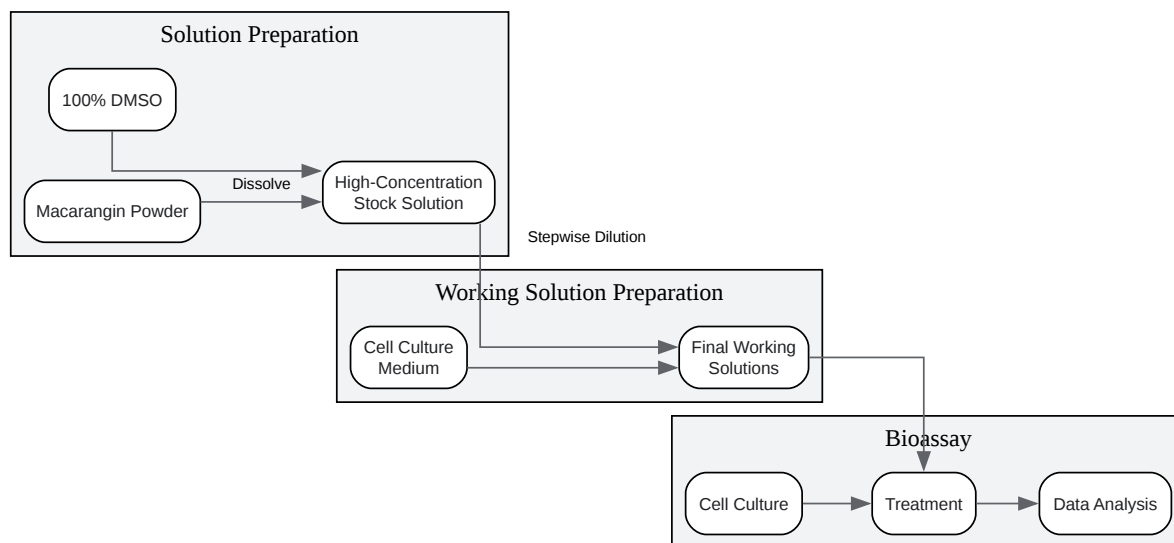 Solution Preparation
100% DMSO
Dissolve
Macarangin Powder
High-Concentration
Stock Solution
Stepwise Dilution
Working Solution Preparation
Cell Culture
Medium
Final Working
Solutions
Bioassay
Cell Culture
Treatment
Data Analysis